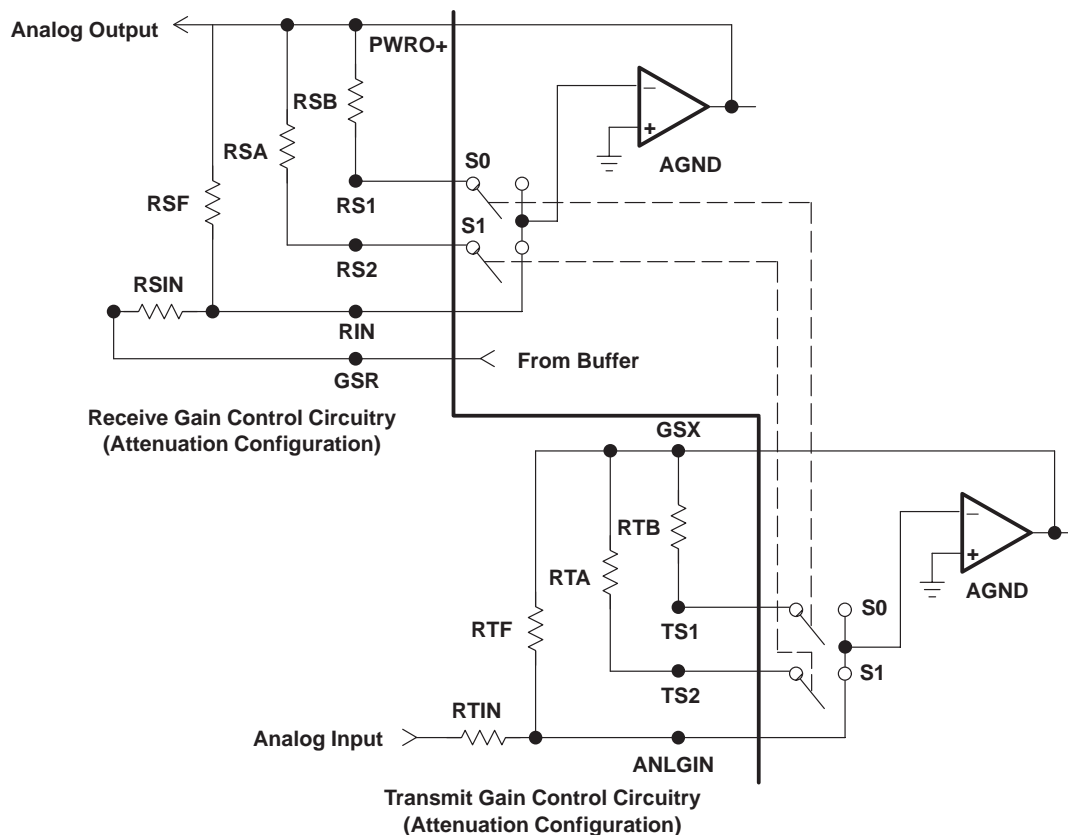 Analog Output
PWRO+
RSB
RSA
RSF
RSIN
RS1
RS2
RIN
GSR
S0
S1
−
+
AGND
From Buffer
Receive Gain Control Circuitry
(Attenuation Configuration)
GSX
RTB
RTA
RTF
TS1
TS2
RTIN
Analog Input
ANLGIN
S0
S1
−
+
AGND
Transmit Gain Control Circuitry
(Attenuation Configuration)